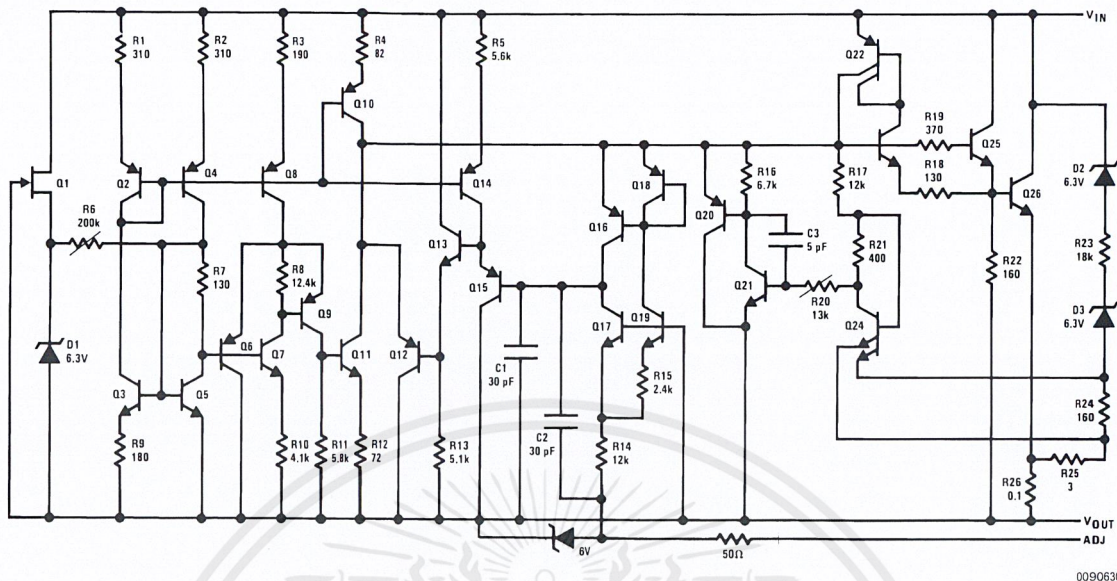 VIN
R1
310
R2
310
R3
190
R4
82
R5
5.6k
Q22
Q10
R19
370
Q25
Q1
Q2
Q4
Q8
Q14
Q18
R16
6.7k
R17
12k
R18
130
Q26
D2
6.3V
R6
200k
Q16
Q20
Q13
C3
5 pF
R21
400
R7
130
R8
12.4k
Q15
R22
160
R23
18k
Q21
R20
13k
Q9
Q17
Q19
Q24
D3
6.3V
D1
6.3V
Q6
Q7
Q11
Q12
C1
30 pF
R15
2.4k
Q3
Q5
R24
160
C2
30 pF
R9
180
R10
4.1k
R11
5.8k
R12
72
R13
5.1k
R14
12k
R26
0.1
R25
3
VOUT
6V
50Ω
ADJ
0090630